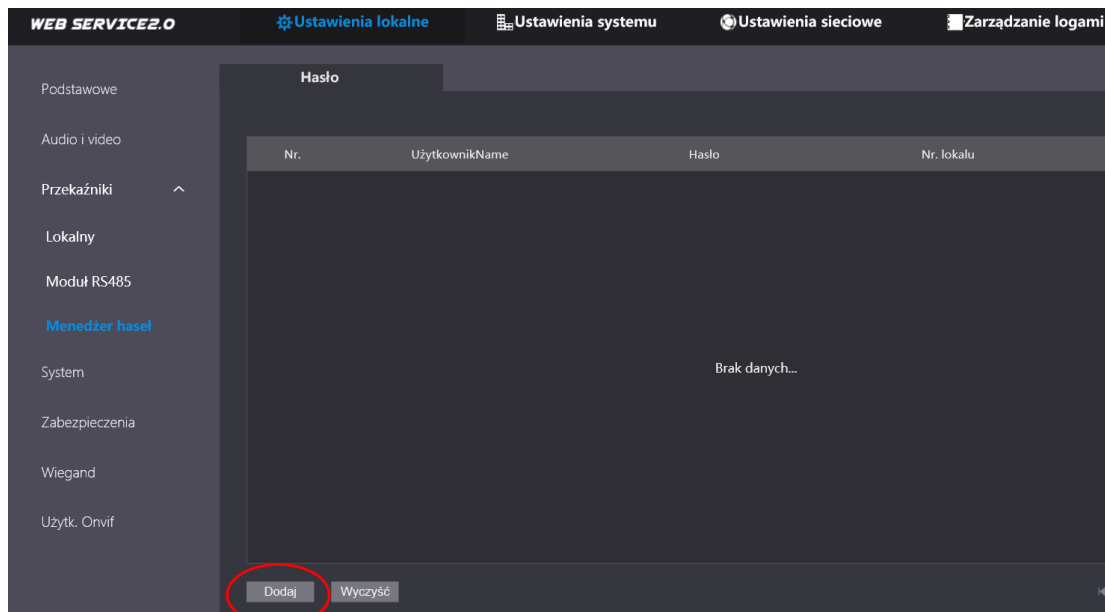 WEB SERVICE2.0 Ustawienia lokalne Ustawienia systemu Ustawienia sieciowe Zarządzanie logami
Hasło
Podstawowe
Audio i video
Przekaźniki
Lokalny
Moduł RS485
Menedżer haseł
System
Zabezpieczenia
Wiegand
Użytk. Onvif
Nr. UżytkownikName Hasło Nr. lokalu
Brak danych...
Dodaj Wyczyść